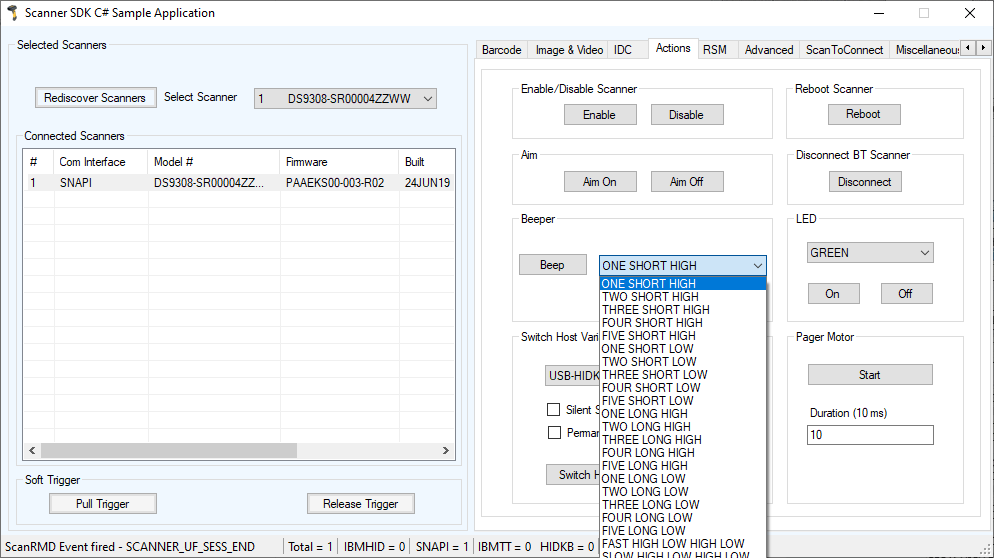 Scanner SDK C# Sample Application
Selected Scanners
Rediscover Scanners
Select Scanner
1 DS9308-SR00004ZZWW
Connected Scanners
# Com Interface Model # Firmware Built
1 SNAPI DS9308-SR00004ZZ... PAAEKS00-003-R02 24JUN19
Soft Trigger
Pull Trigger
Release Trigger
Barcode Image & Video IDC Actions RSM Advanced ScanToConnect Miscellaneous
Enable/Disable Scanner
Enable
Disable
Reboot Scanner
Reboot
Aim
Aim On
Aim Off
Disconnect BT Scanner
Disconnect
Beeper
Beep
ONE SHORT HIGH
ONE SHORT HIGH
TWO SHORT HIGH
THREE SHORT HIGH
FOUR SHORT HIGH
FIVE SHORT HIGH
ONE SHORT LOW
TWO SHORT LOW
THREE SHORT LOW
FOUR SHORT LOW
FIVE SHORT LOW
ONE LONG HIGH
TWO LONG HIGH
THREE LONG HIGH
FOUR LONG HIGH
FIVE LONG HIGH
ONE LONG LOW
TWO LONG LOW
THREE LONG LOW
FOUR LONG LOW
FIVE LONG LOW
FAST HIGH LOW HIGH LOW
SLOW HIGH LOW HIGH LOW
LED
GREEN
On
Off
Switch Host Vari
USB-HIDK
Silent S
Perma
Switch H
Pager Motor
Start
Duration (10 ms)
10
ScanRMD Event fired - SCANNER_UF_SESS_END Total = 1 IBMHID = 0 SNAPI = 1 IBMTT = 0 HIDKB = 0